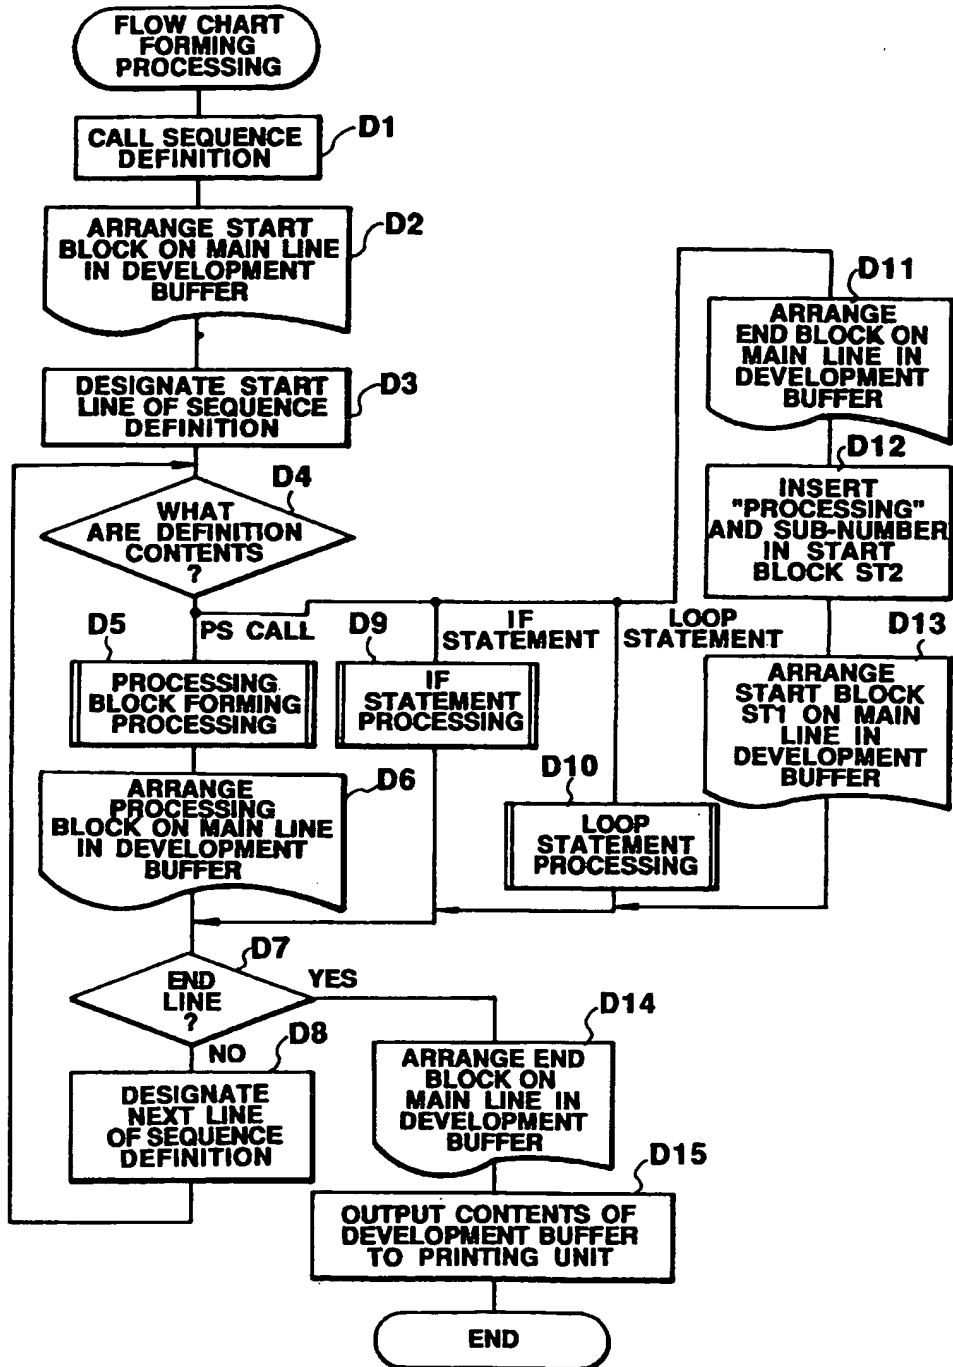 FLOW CHART
FORMING
PROCESSING
D1
CALL SEQUENCE
DEFINITION
D2
ARRANGE START
BLOCK ON MAIN LINE
IN DEVELOPMENT
BUFFER
D3
DESIGNATE START
LINE OF SEQUENCE
DEFINITION
D4
WHAT
ARE DEFINITION
CONTENTS
?
PS CALL
D5
PROCESSING
BLOCK FORMING
PROCESSING
D6
ARRANGE
PROCESSING
BLOCK ON MAIN LINE
IN DEVELOPMENT
BUFFER
D7
END
LINE
?
YES
NO
D8
DESIGNATE
NEXT LINE
OF SEQUENCE
DEFINITION
IF
STATEMENT
D9
IF
STATEMENT
PROCESSING
LOOP
STATEMENT
D10
LOOP
STATEMENT
PROCESSING
D11
ARRANGE
END BLOCK ON
MAIN LINE IN
DEVELOPMENT
BUFFER
D12
INSERT
"PROCESSING"
AND SUB-NUMBER
IN START
BLOCK ST2
D13
ARRANGE
START BLOCK
ST1 ON MAIN
LINE IN
DEVELOPMENT
BUFFER
D14
ARRANGE END
BLOCK ON
MAIN LINE IN
DEVELOPMENT
BUFFER
D15
OUTPUT CONTENTS OF
DEVELOPMENT BUFFER
TO PRINTING UNIT
END